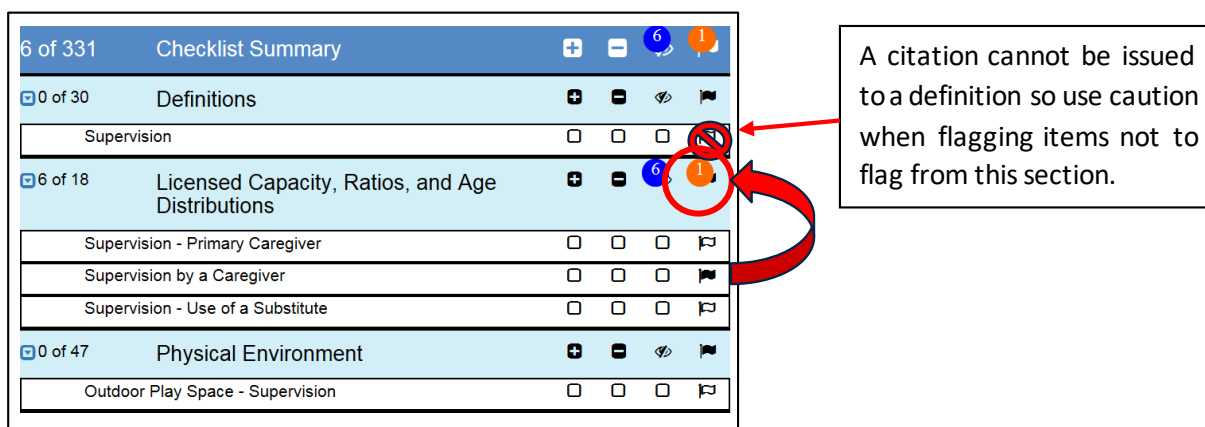 6 of 331 Checklist Summary 6 1
0 of 30 Definitions
Supervision
6 of 18 Licensed Capacity, Ratios, and Age 6 1
Distributions
Supervision - Primary Caregiver
Supervision by a Caregiver
Supervision - Use of a Substitute
0 of 47 Physical Environment
Outdoor Play Space - Supervision
A citation cannot be issued
to a definition so use caution
when flagging items not to
flag from this section.